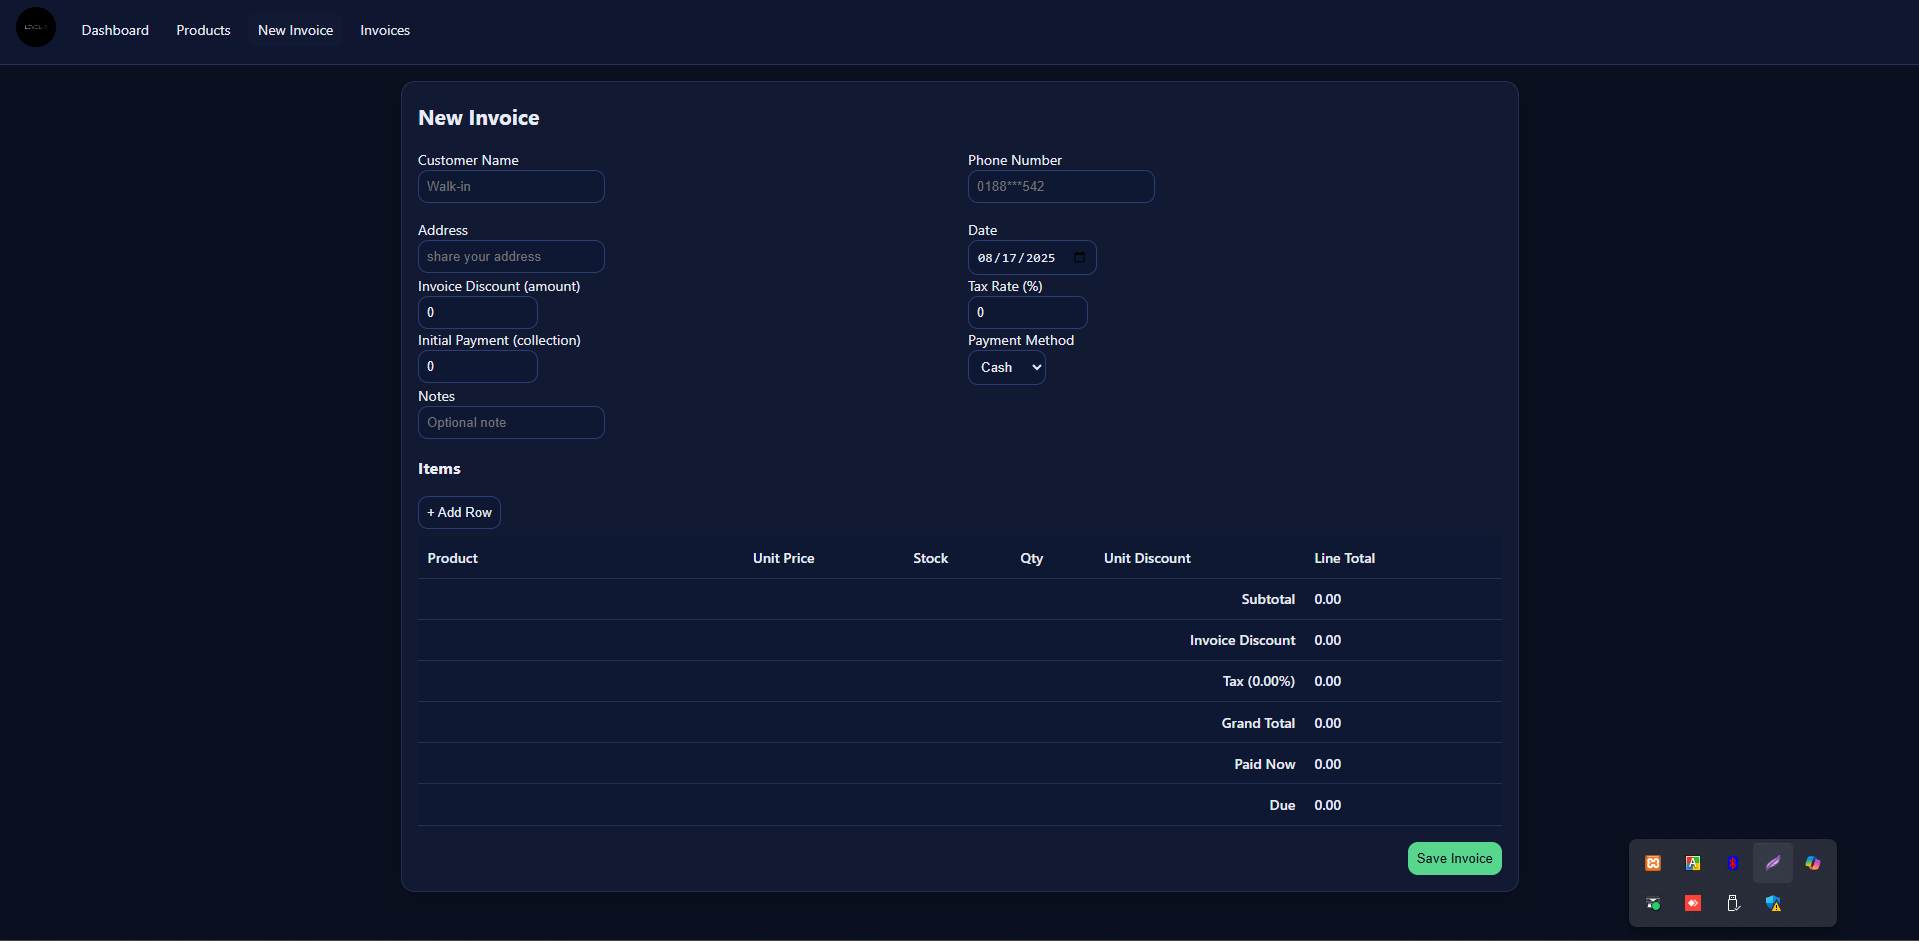 Dashboard Products New Invoice Invoices
New Invoice
Customer Name Phone Number
Walk-in 0188***542
Address Date
share your address 08/17/2025
Invoice Discount (amount) Tax Rate (%)
0 0
Initial Payment (collection) Payment Method
0 Cash
Notes
Optional note
Items
+ Add Row
Product Unit Price Stock Qty Unit Discount Line Total
Subtotal 0.00
Invoice Discount 0.00
Tax (0.00%) 0.00
Grand Total 0.00
Paid Now 0.00
Due 0.00
Save Invoice